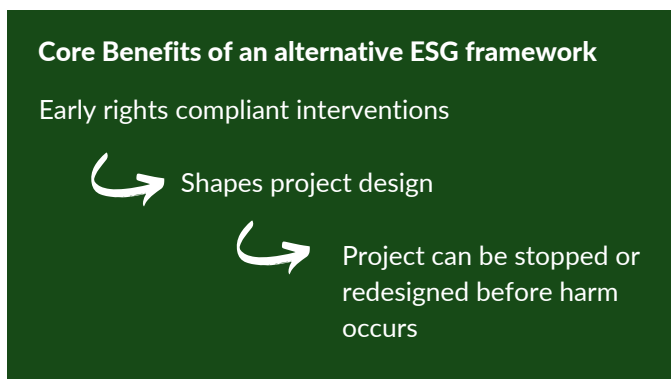 Core Benefits of an alternative ESG framework
Early rights compliant interventions
Shapes project design
Project can be stopped or
redesigned before harm
occurs